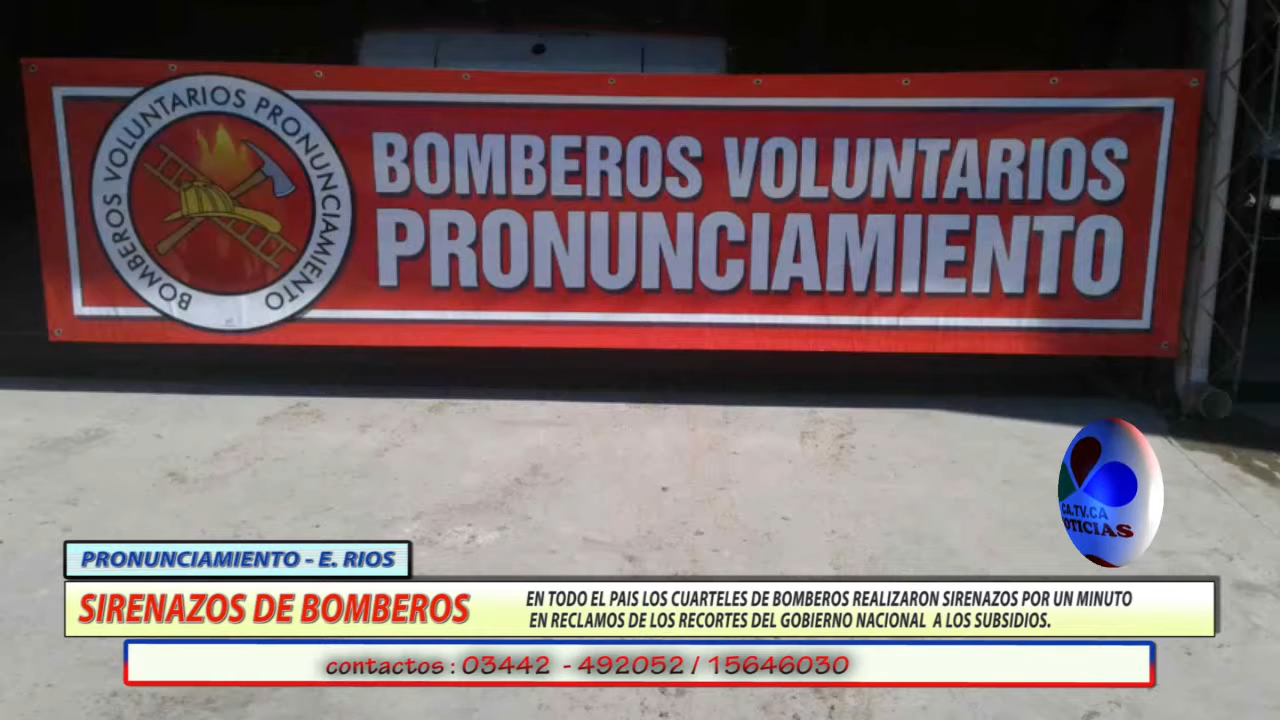 BOMBEROS VOLUNTARIOS PRONUNCIAMIENTO
BOMBEROS VOLUNTARIOS
PRONUNCIAMIENTO
CA.TV.CA
OTICIAS
PRONUNCIAMIENTO - E. RIOS
SIRENAZOS DE BOMBEROS
EN TODO EL PAIS LOS CUARTELES DE BOMBEROS REALIZARON SIRENAZOS POR UN MINUTO
EN RECLAMOS DE LOS RECORTES DEL GOBIERNO NACIONAL A LOS SUBSIDIOS.
contactos : 03442 - 492052 / 15646030